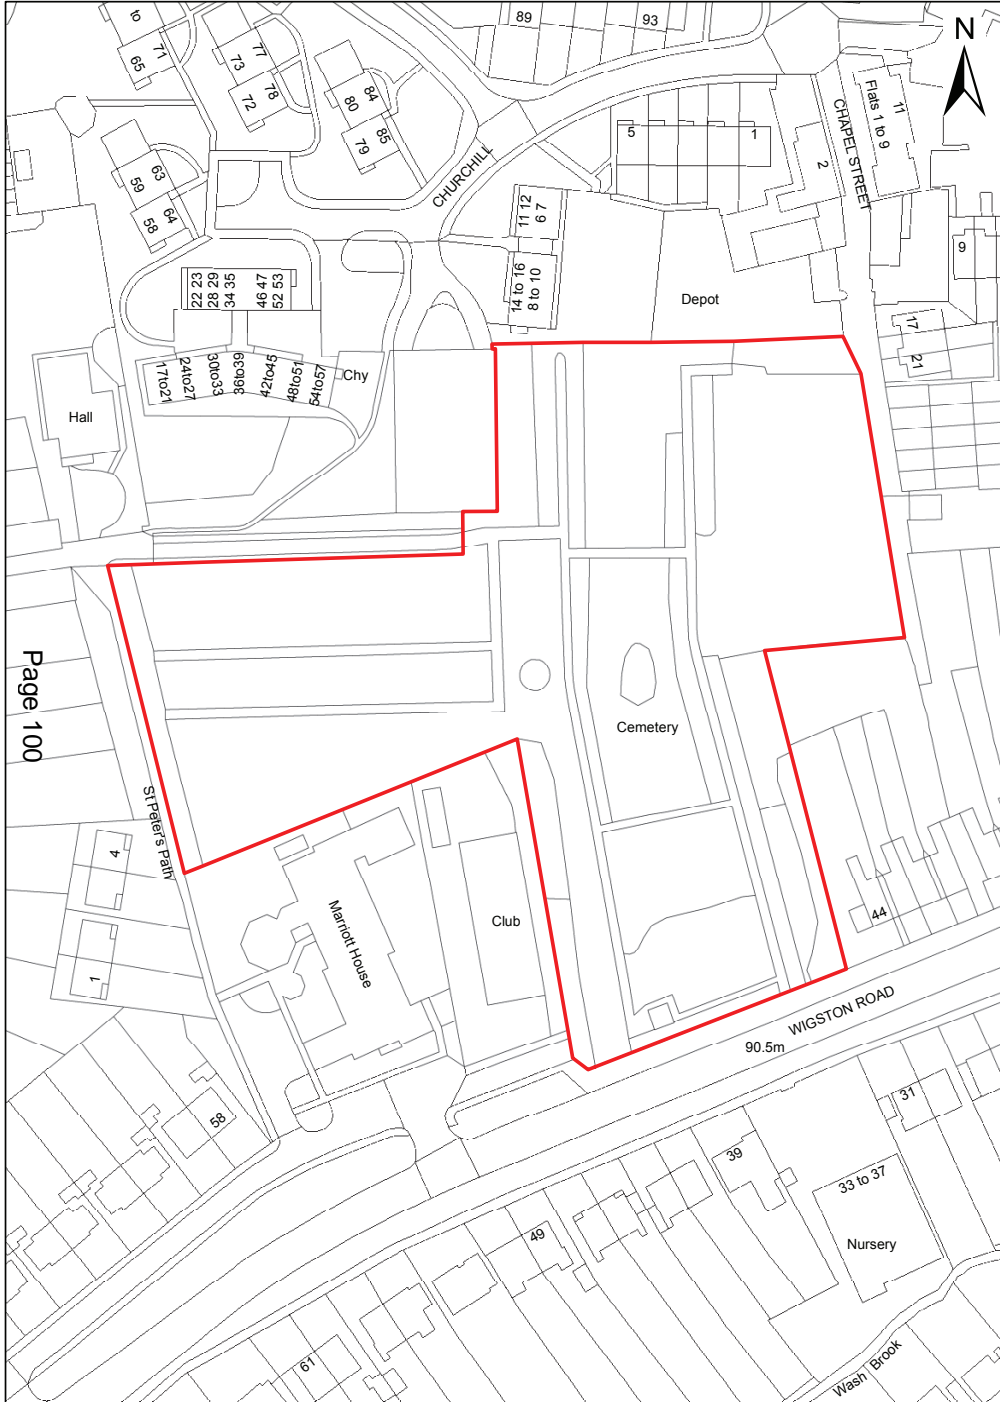 89
93
N
to
71
65
77
73
78
72
84
80
85
79
11
Flats 1 to 9
CHAPEL STREET
5
1
2
CHURCHILL
63
59
64
58
11 12
6 7
14 to 16
8 to 10
9
22 23
28 29
34 35
46 47
52 53
Depot
17
21
17to21
24to27
30to33
36to39
42to45
48to51
54to57
Chy
Hall
Page 100
Cemetery
St Peter's Path
4
1
Marriott House
Club
44
WIGSTON ROAD
90.5m
58
31
39
33 to 37
49
Nursery
61
Wash Brook